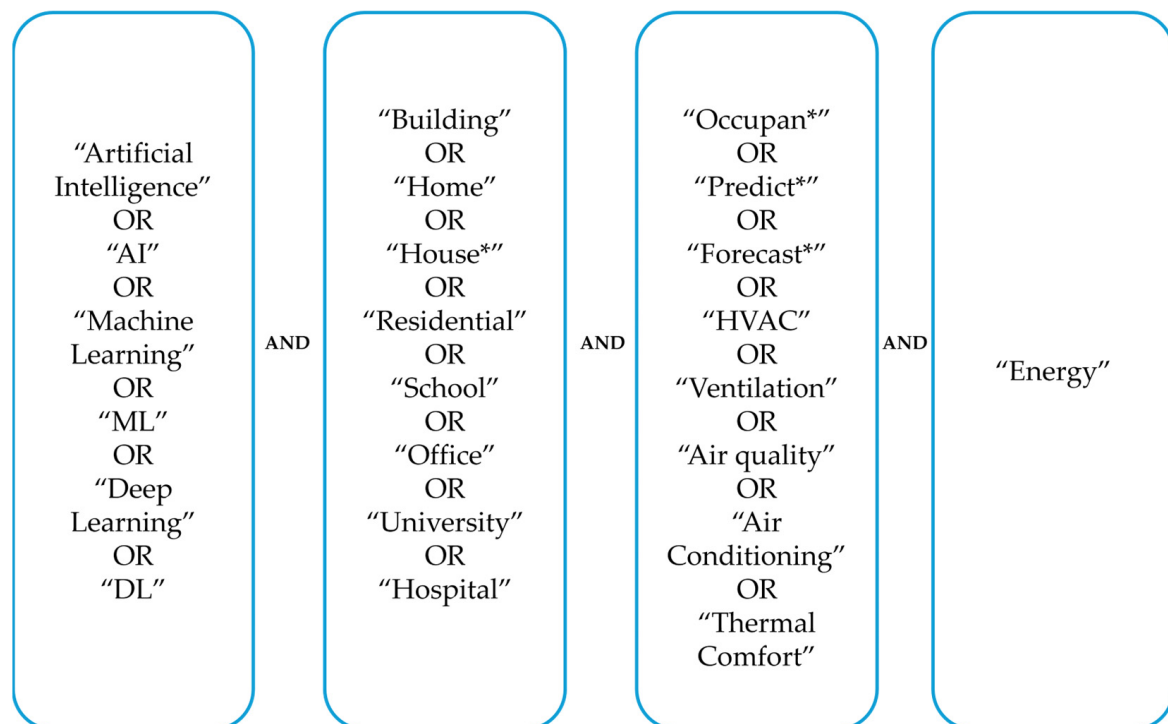 “Artificial
Intelligence”
OR
“AI”
OR
“Machine
Learning”
OR
“ML”
OR
“Deep
Learning”
OR
“DL”
AND
“Building”
OR
“Home”
OR
“House*”
OR
“Residential”
OR
“School”
OR
“Office”
OR
“University”
OR
“Hospital”
AND
“Occupan*”
OR
“Predict*”
OR
“Forecast*”
OR
“HVAC”
OR
“Ventilation”
OR
“Air quality”
OR
“Air
Conditioning”
OR
“Thermal
Comfort”
AND
“Energy”